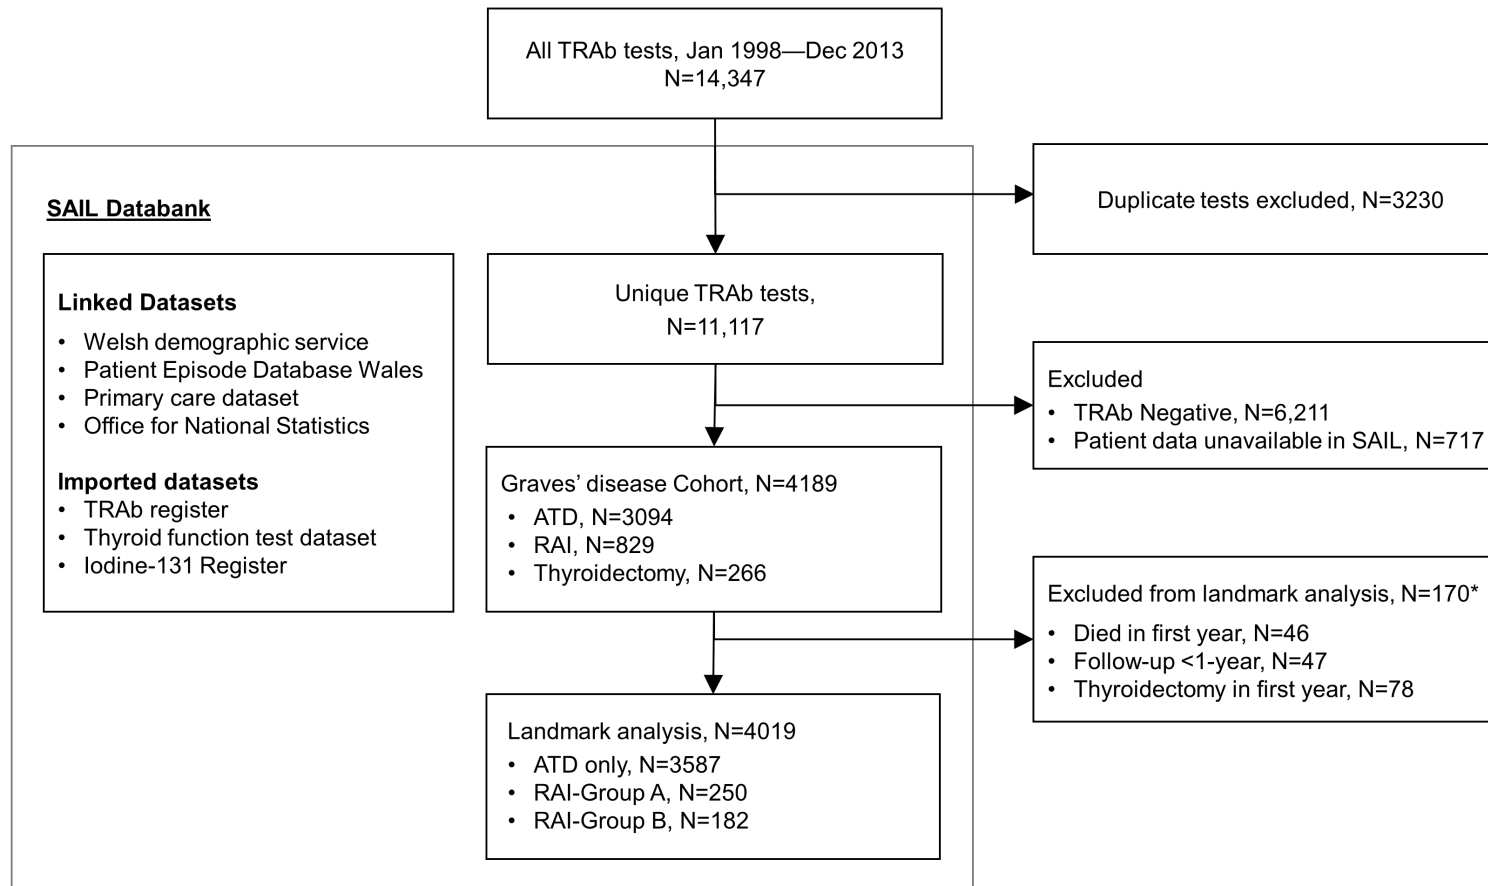 All TRAb tests, Jan 1998—Dec 2013
N=14,347
Duplicate tests excluded, N=3230
SAIL Databank
Linked Datasets
• Welsh demographic service
• Patient Episode Database Wales
• Primary care dataset
• Office for National Statistics
Imported datasets
• TRAb register
• Thyroid function test dataset
• Iodine-131 Register
Unique TRAb tests,
N=11,117
Excluded
• TRAb Negative, N=6,211
• Patient data unavailable in SAIL, N=717
Graves’ disease Cohort, N=4189
• ATD, N=3094
• RAI, N=829
• Thyroidectomy, N=266
Excluded from landmark analysis, N=170*
• Died in first year, N=46
• Follow-up <1-year, N=47
• Thyroidectomy in first year, N=78
Landmark analysis, N=4019
• ATD only, N=3587
• RAI-Group A, N=250
• RAI-Group B, N=182